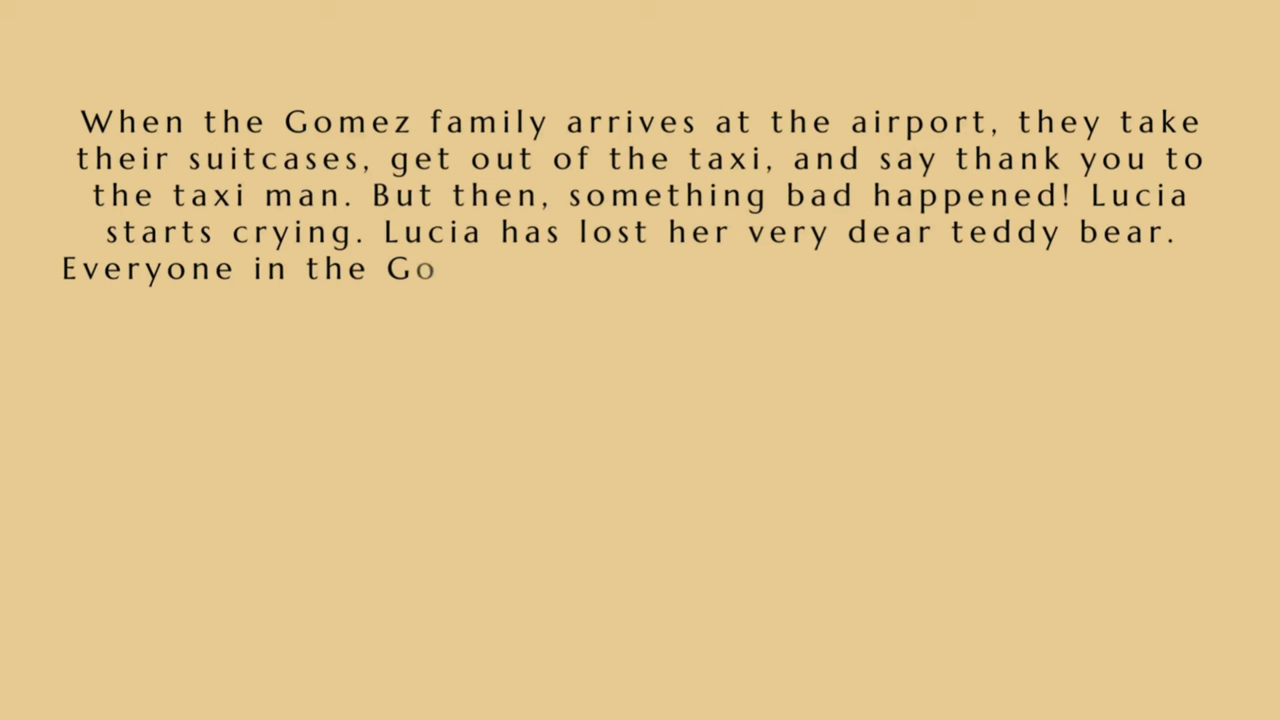 When the Gomez family arrives at the airport, they take
their suitcases, get out of the taxi, and say thank you to
the taxi man. But then, something bad happened! Lucia
starts crying. Lucia has lost her very dear teddy bear.
Everyone in the Go